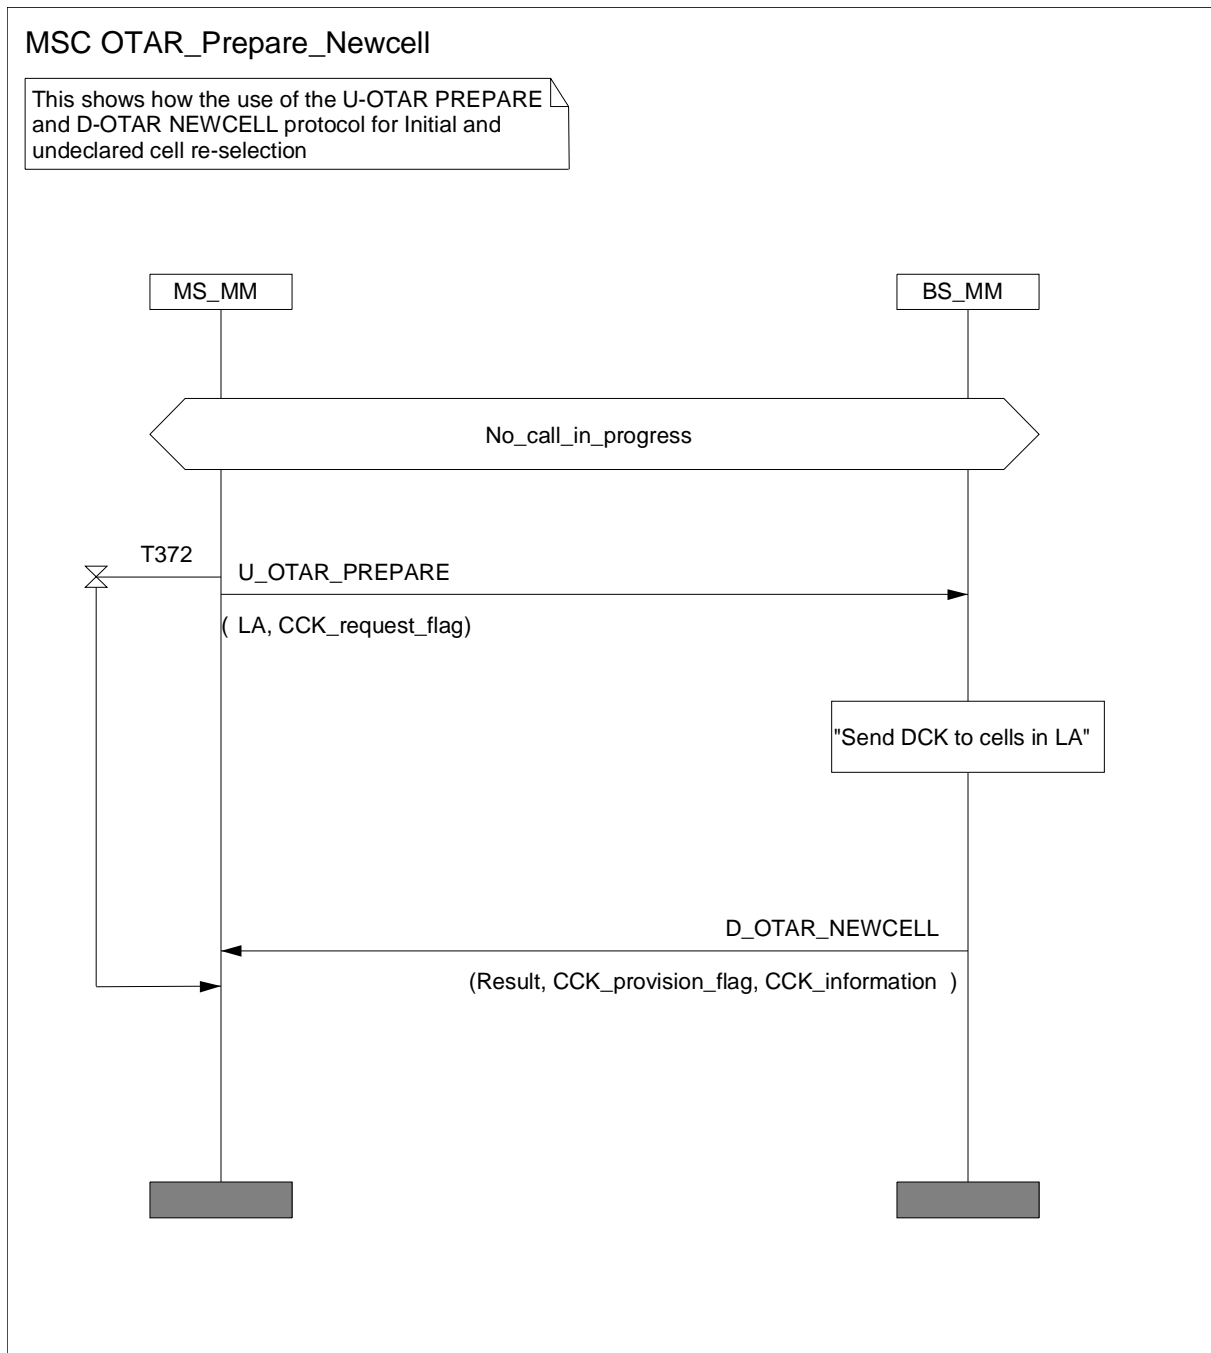 MSC OTAR_Prepare_Newcell
This shows how the use of the U-OTAR PREPARE
and D-OTAR NEWCELL protocol for Initial and
undeclared cell re-selection
MS_MM
BS_MM
No_call_in_progress
T372
U_OTAR_PREPARE
( LA, CCK_request_flag)
"Send DCK to cells in LA"
D_OTAR_NEWCELL
(Result, CCK_provision_flag, CCK_information )